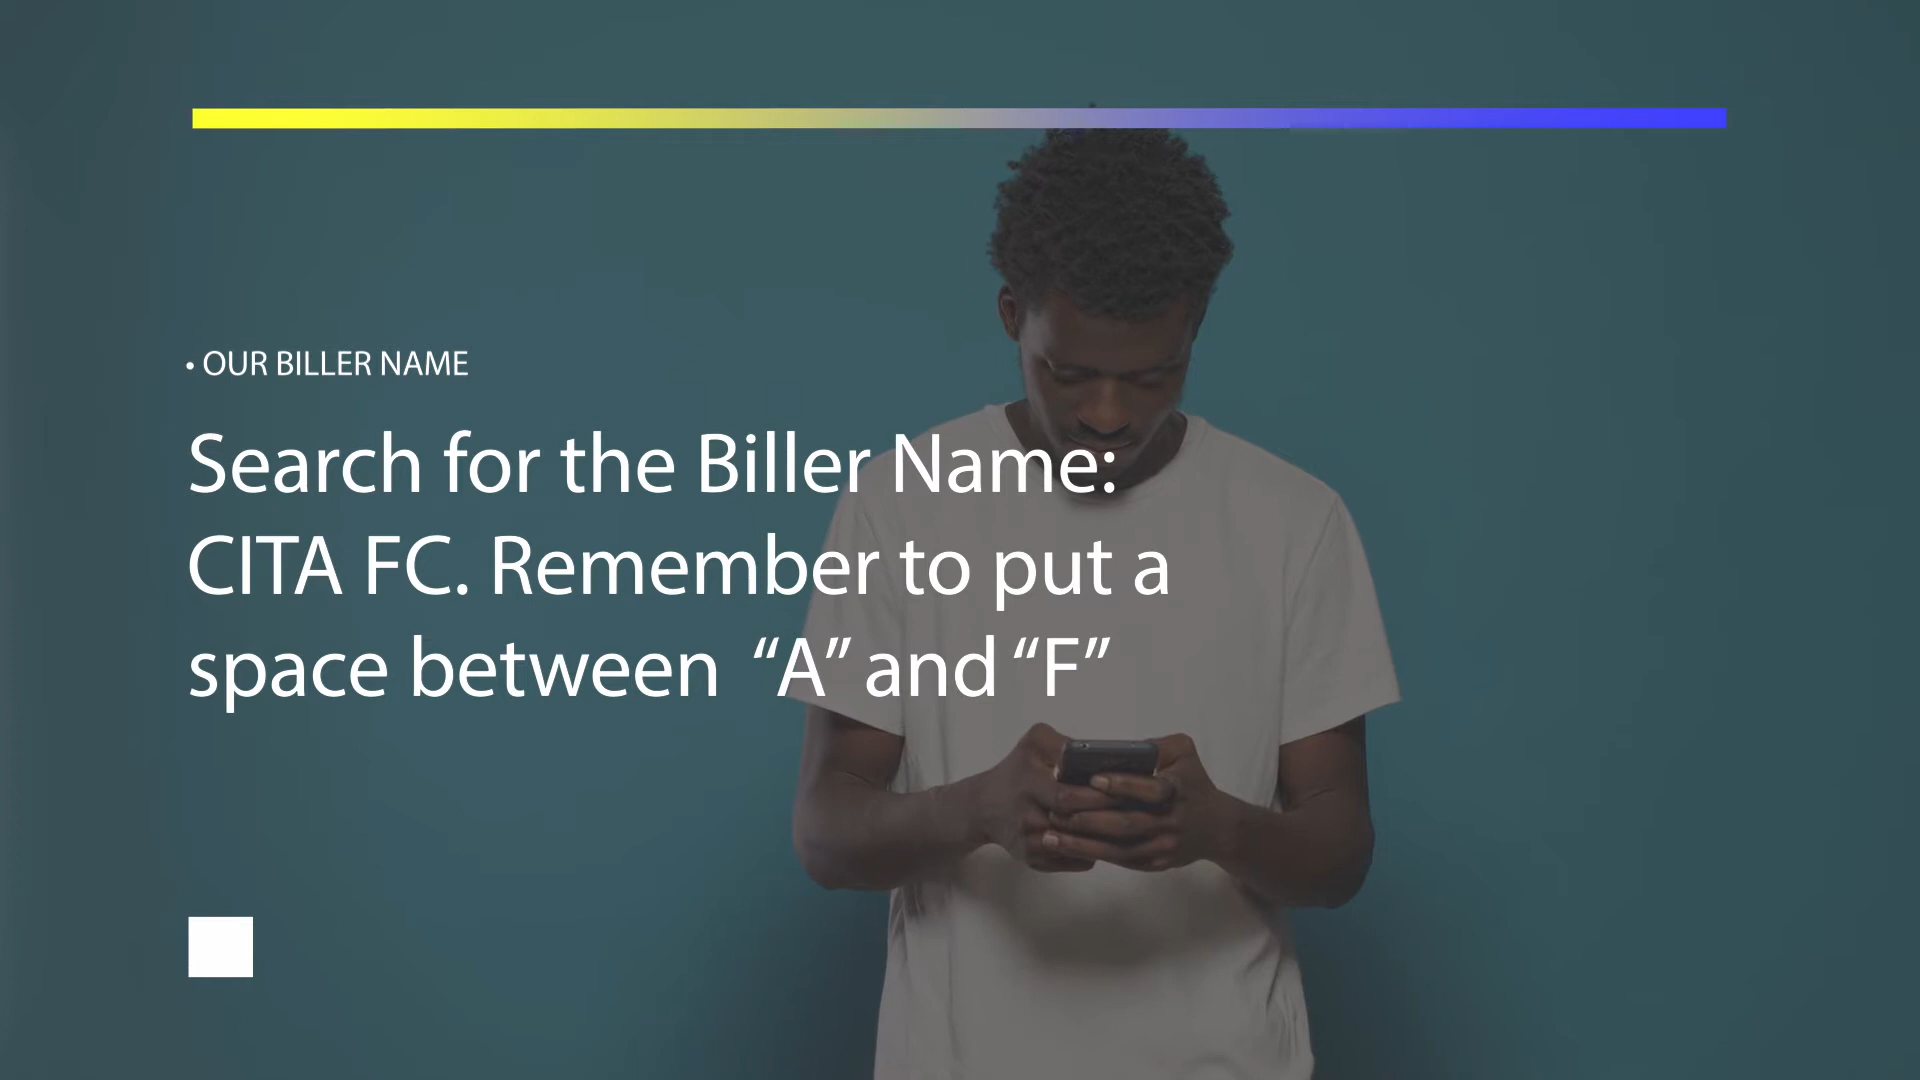 • OUR BILLER NAME
Search for the Biller Name:
CITA FC. Remember to put a
space between “A” and “F”